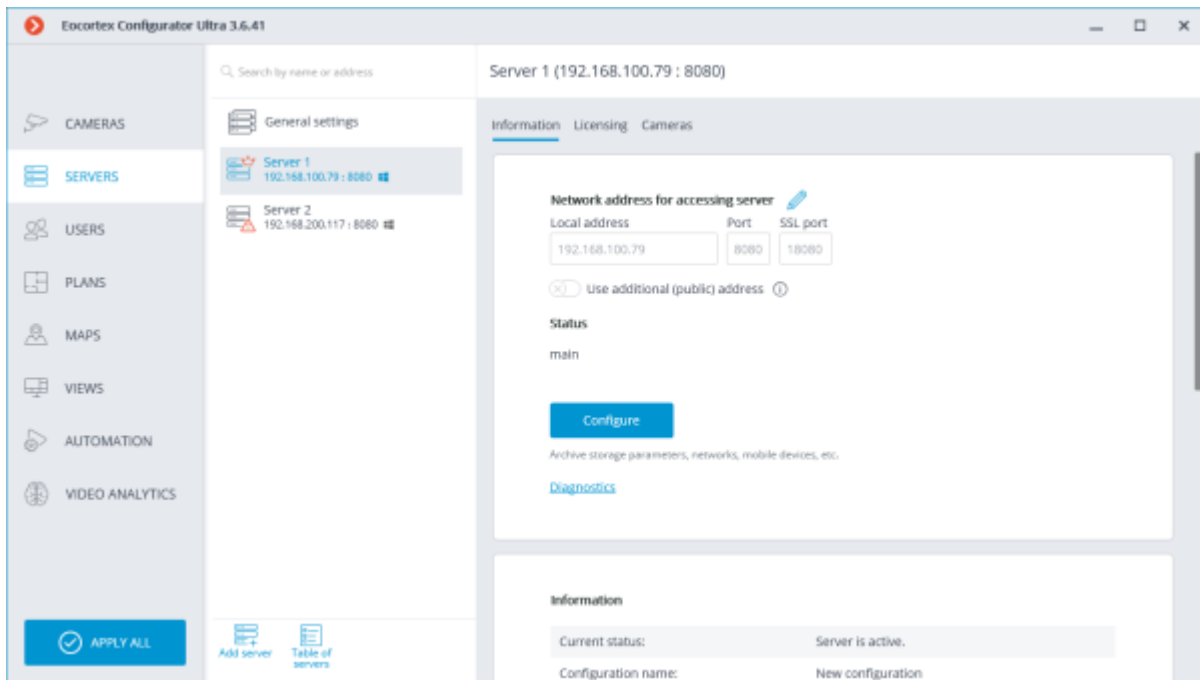 Eocortex Configurator Ultra 3.6.41
Search by name or address
Server 1 (192.168.100.79 : 8080)
CAMERAS
SERVERS
USERS
PLANS
MAPS
VIEWS
AUTOMATION
VIDEO ANALYTICS
APPLY ALL
General settings
Server 1
192.168.100.79 : 8080
Server 2
192.168.200.117 : 8080
Add server
Table of
servers
Information Licensing Cameras
Network address for accessing server
Local address Port SSL port
192.168.100.79 8080 18080
Use additional (public) address
Status
main
Configure
Archive storage parameters, networks, mobile devices, etc.
Diagnostics
Information
Current status: Server is active.
Configuration name: New configuration